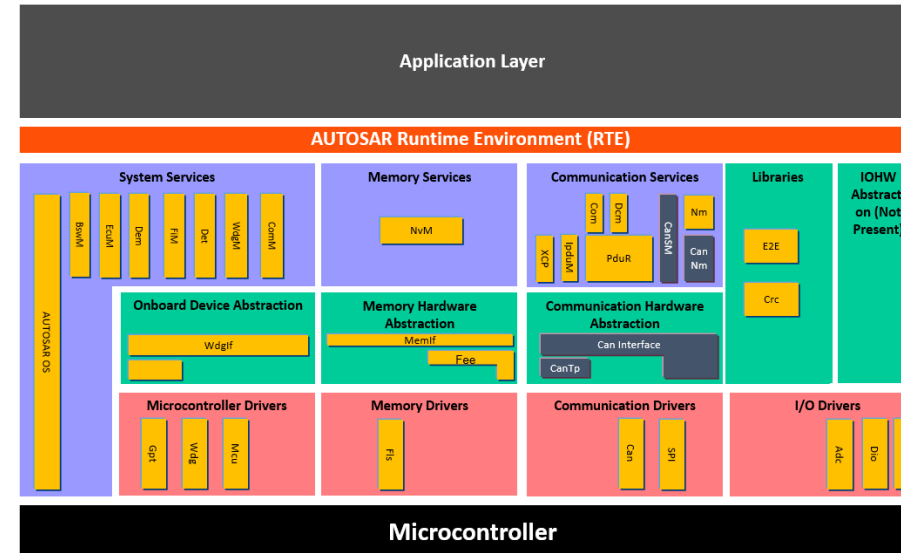 Application Layer
AUTOSAR Runtime Environment (RTE)
System Services
AUTOSAR OS
BswM
EcuM
Dem
FiM
Det
WdgM
ComM
Memory Services
NvM
Communication Services
Com
Dcm
CanSM
Nm
XCP
IpduM
PduR
Can
Nm
Libraries
E2E
Crc
IOHW
Abstract
on (Not
Present)
Onboard Device Abstraction
WdgIf
Memory Hardware
Abstraction
MemIf
Fee
Communication Hardware
Abstraction
Can Interface
CanTp
Microcontroller Drivers
Gpt
Wdg
Mcu
Memory Drivers
Fls
Communication Drivers
Can
SPI
I/O Drivers
Adc
Dio
Microcontroller